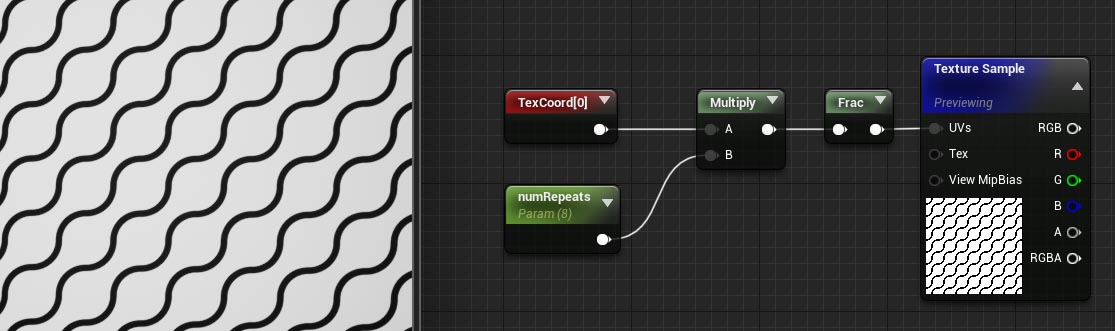 TexCoord[0]
numRepeats
Param (8)
Multiply
A
B
Frac
Texture Sample
Previewing
UVs RGB
Tex R
View MipBias G
B
A
RGBA